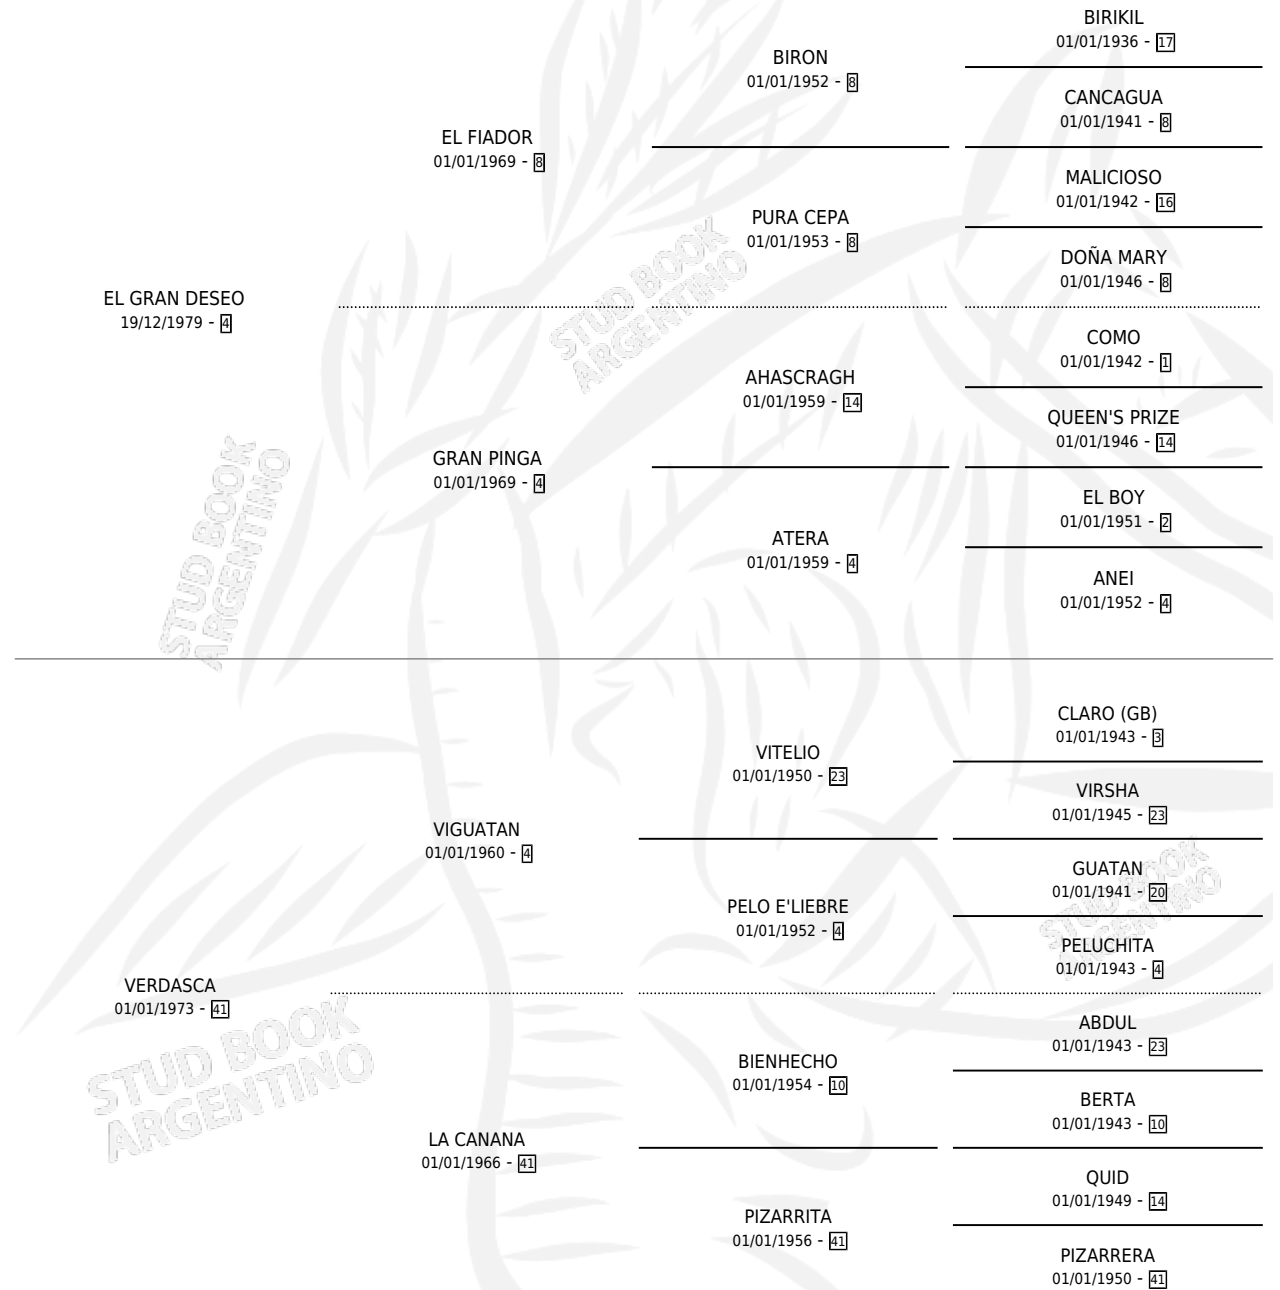 BIRIKIL
01/01/1936 - 17
BIRON
01/01/1952 - 8
CANCAGUA
01/01/1941 - 8
EL FIADOR
01/01/1969 - 8
MALICIOSO
01/01/1942 - 16
PURA CEPA
01/01/1953 - 8
DOÑA MARY
01/01/1946 - 8
EL GRAN DESEO
19/12/1979 - 4
STUD BOOK
ARGENTINO
COMO
01/01/1942 - 1
AHASCRAGH
01/01/1959 - 14
QUEEN'S PRIZE
01/01/1946 - 14
GRAN PINGA
01/01/1969 - 4
EL BOY
01/01/1951 - 2
ATERA
01/01/1959 - 4
ANEI
01/01/1952 - 4
STUD BOOK
ARGENTINO
CLARO (GB)
01/01/1943 - 3
VITELIO
01/01/1950 - 23
VIRSHA
01/01/1945 - 23
VIGUATAN
01/01/1960 - 4
GUATAN
01/01/1941 - 20
PELO E'LIEBRE
01/01/1952 - 4
STUD BOOK
ARGENTINO
PELUCHITA
01/01/1943 - 4
VERDASCA
01/01/1973 - 41
STUD BOOK
ARGENTINO
ABDUL
01/01/1943 - 23
BIENHECHO
01/01/1954 - 10
BERTA
01/01/1943 - 10
LA CANANA
01/01/1966 - 41
QUID
01/01/1949 - 14
PIZARRITA
01/01/1956 - 41
PIZARRERA
01/01/1950 - 41